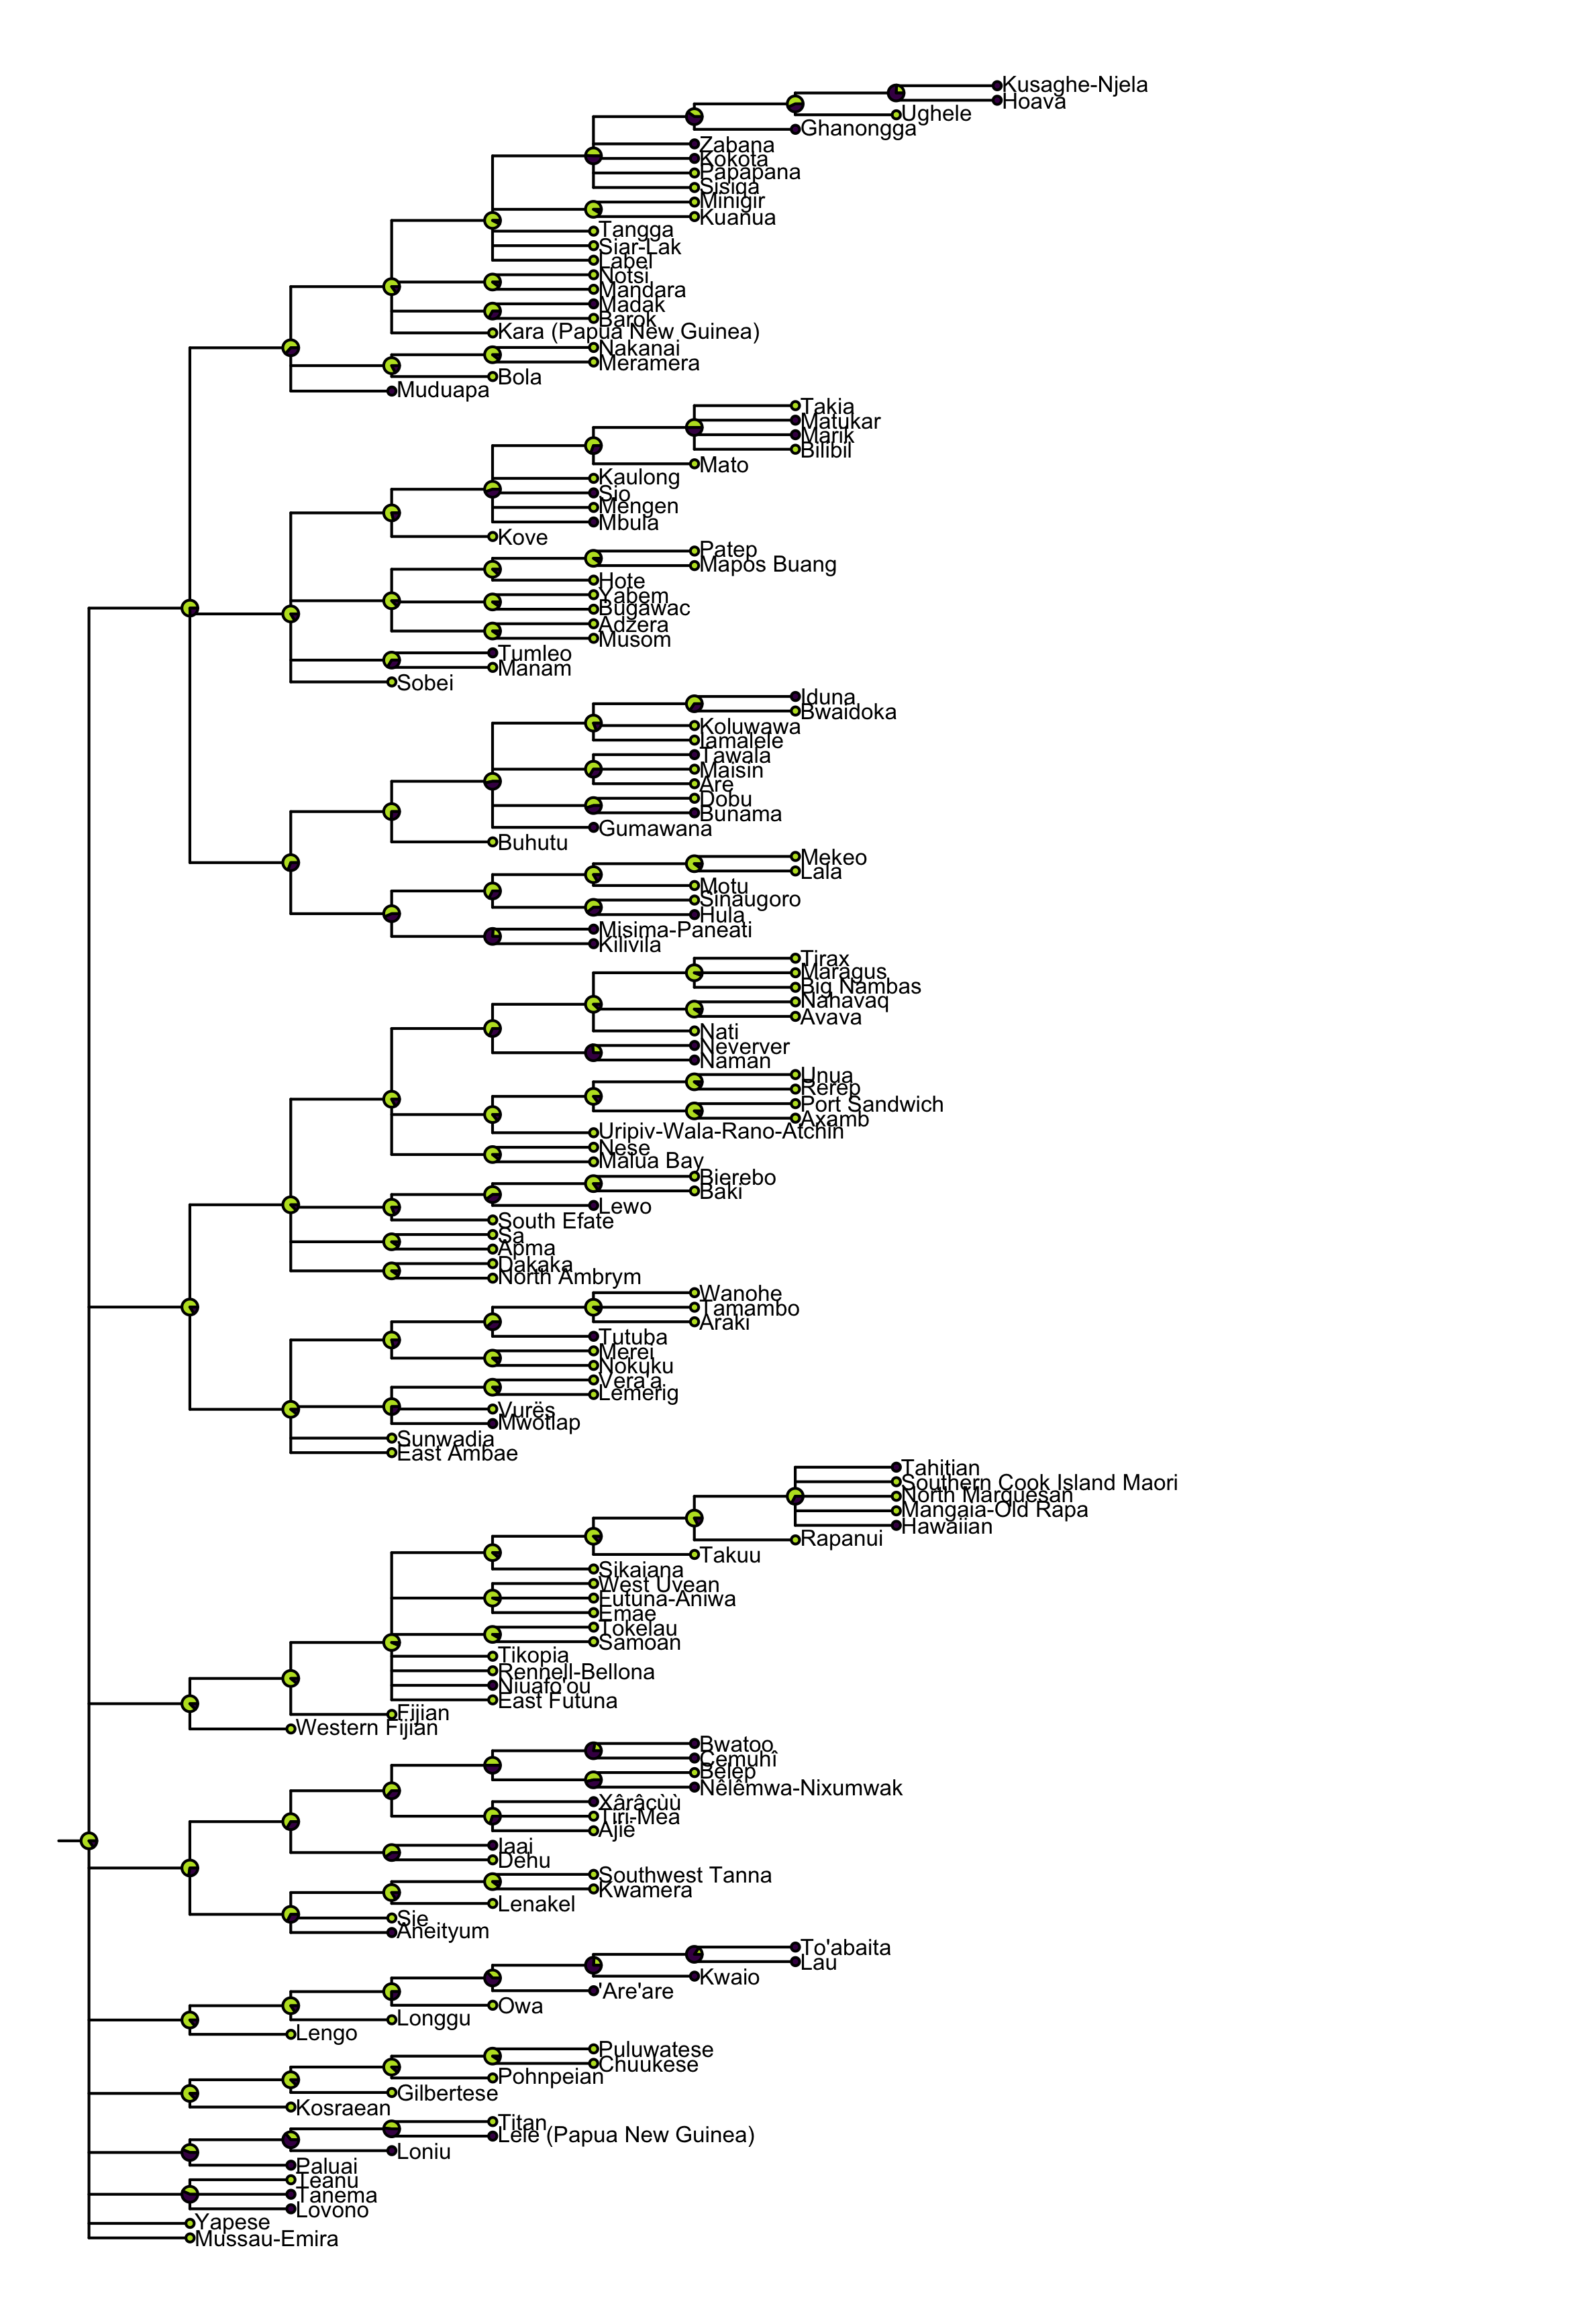 Kusaghe-Njela
Hoava
Ughele
Ghanongga
Zabana
Kokota
Papapana
Sisiqa
Minigir
Kuanua
Tangga
Siar-Lak
Label
Notsi
Mandara
Madak
Barok
Kara (Papua New Guinea)
Nakanai
Meramera
Bola
Muduapa
Takia
Matukar
Marik
Bilibil
Mato
Kaulong
Sio
Mengen
Mbula
Kove
Patep
Mapos Buang
Hote
Yabem
Bugawac
Adzera
Musom
Tumleo
Manam
Sobei
Iduna
Bwaidoka
Koluwawa
Iamalele
Tawala
Maisin
Are
Dobu
Bunama
Gumawana
Buhutu
Mekeo
Lala
Motu
Sinaugoro
Hula
Misima-Paneati
Kilivila
Tirax
Maragus
Big Nambas
Nahavaq
Avava
Nati
Neverver
Naman
Unua
Rerep
Port Sandwich
Axamb
Uripiv-Wala-Rano-Atchin
Nese
Malua Bay
Bierebo
Baki
Lewo
South Efate
Sa
Apma
Dakaka
North Ambrym
Wanohe
Tamambo
Araki
Tutuba
Merei
Nokuku
Vera'a
Lemerig
Vurës
Mwotlap
Sunwadia
East Ambae
Tahitian
Southern Cook Island Maori
North Marquesan
Mangaia-Old Rapa
Hawaiian
Rapanui
Takuu
Sikaiana
West Uvean
Futuna-Aniwa
Emae
Tokelau
Samoan
Tikopia
Rennell-Bellona
Niuafo'ou
East Futuna
Fijian
Western Fijian
Bwatoo
Cemuhî
Belep
Nêlêmwa-Nixumwak
Xârâcùù
Tiri-Mea
Ajië
Iaai
Dehu
Southwest Tanna
Kwamera
Lenakel
Sie
Aneityum
To'abaita
Lau
Kwaio
'Are'are
Owa
Longgu
Lengo
Puluwatese
Chuukese
Pohnpeian
Gilbertese
Kosraean
Titan
Lele (Papua New Guinea)
Loniu
Paluai
Teanu
Tanema
Lovono
Yapese
Mussau-Emira